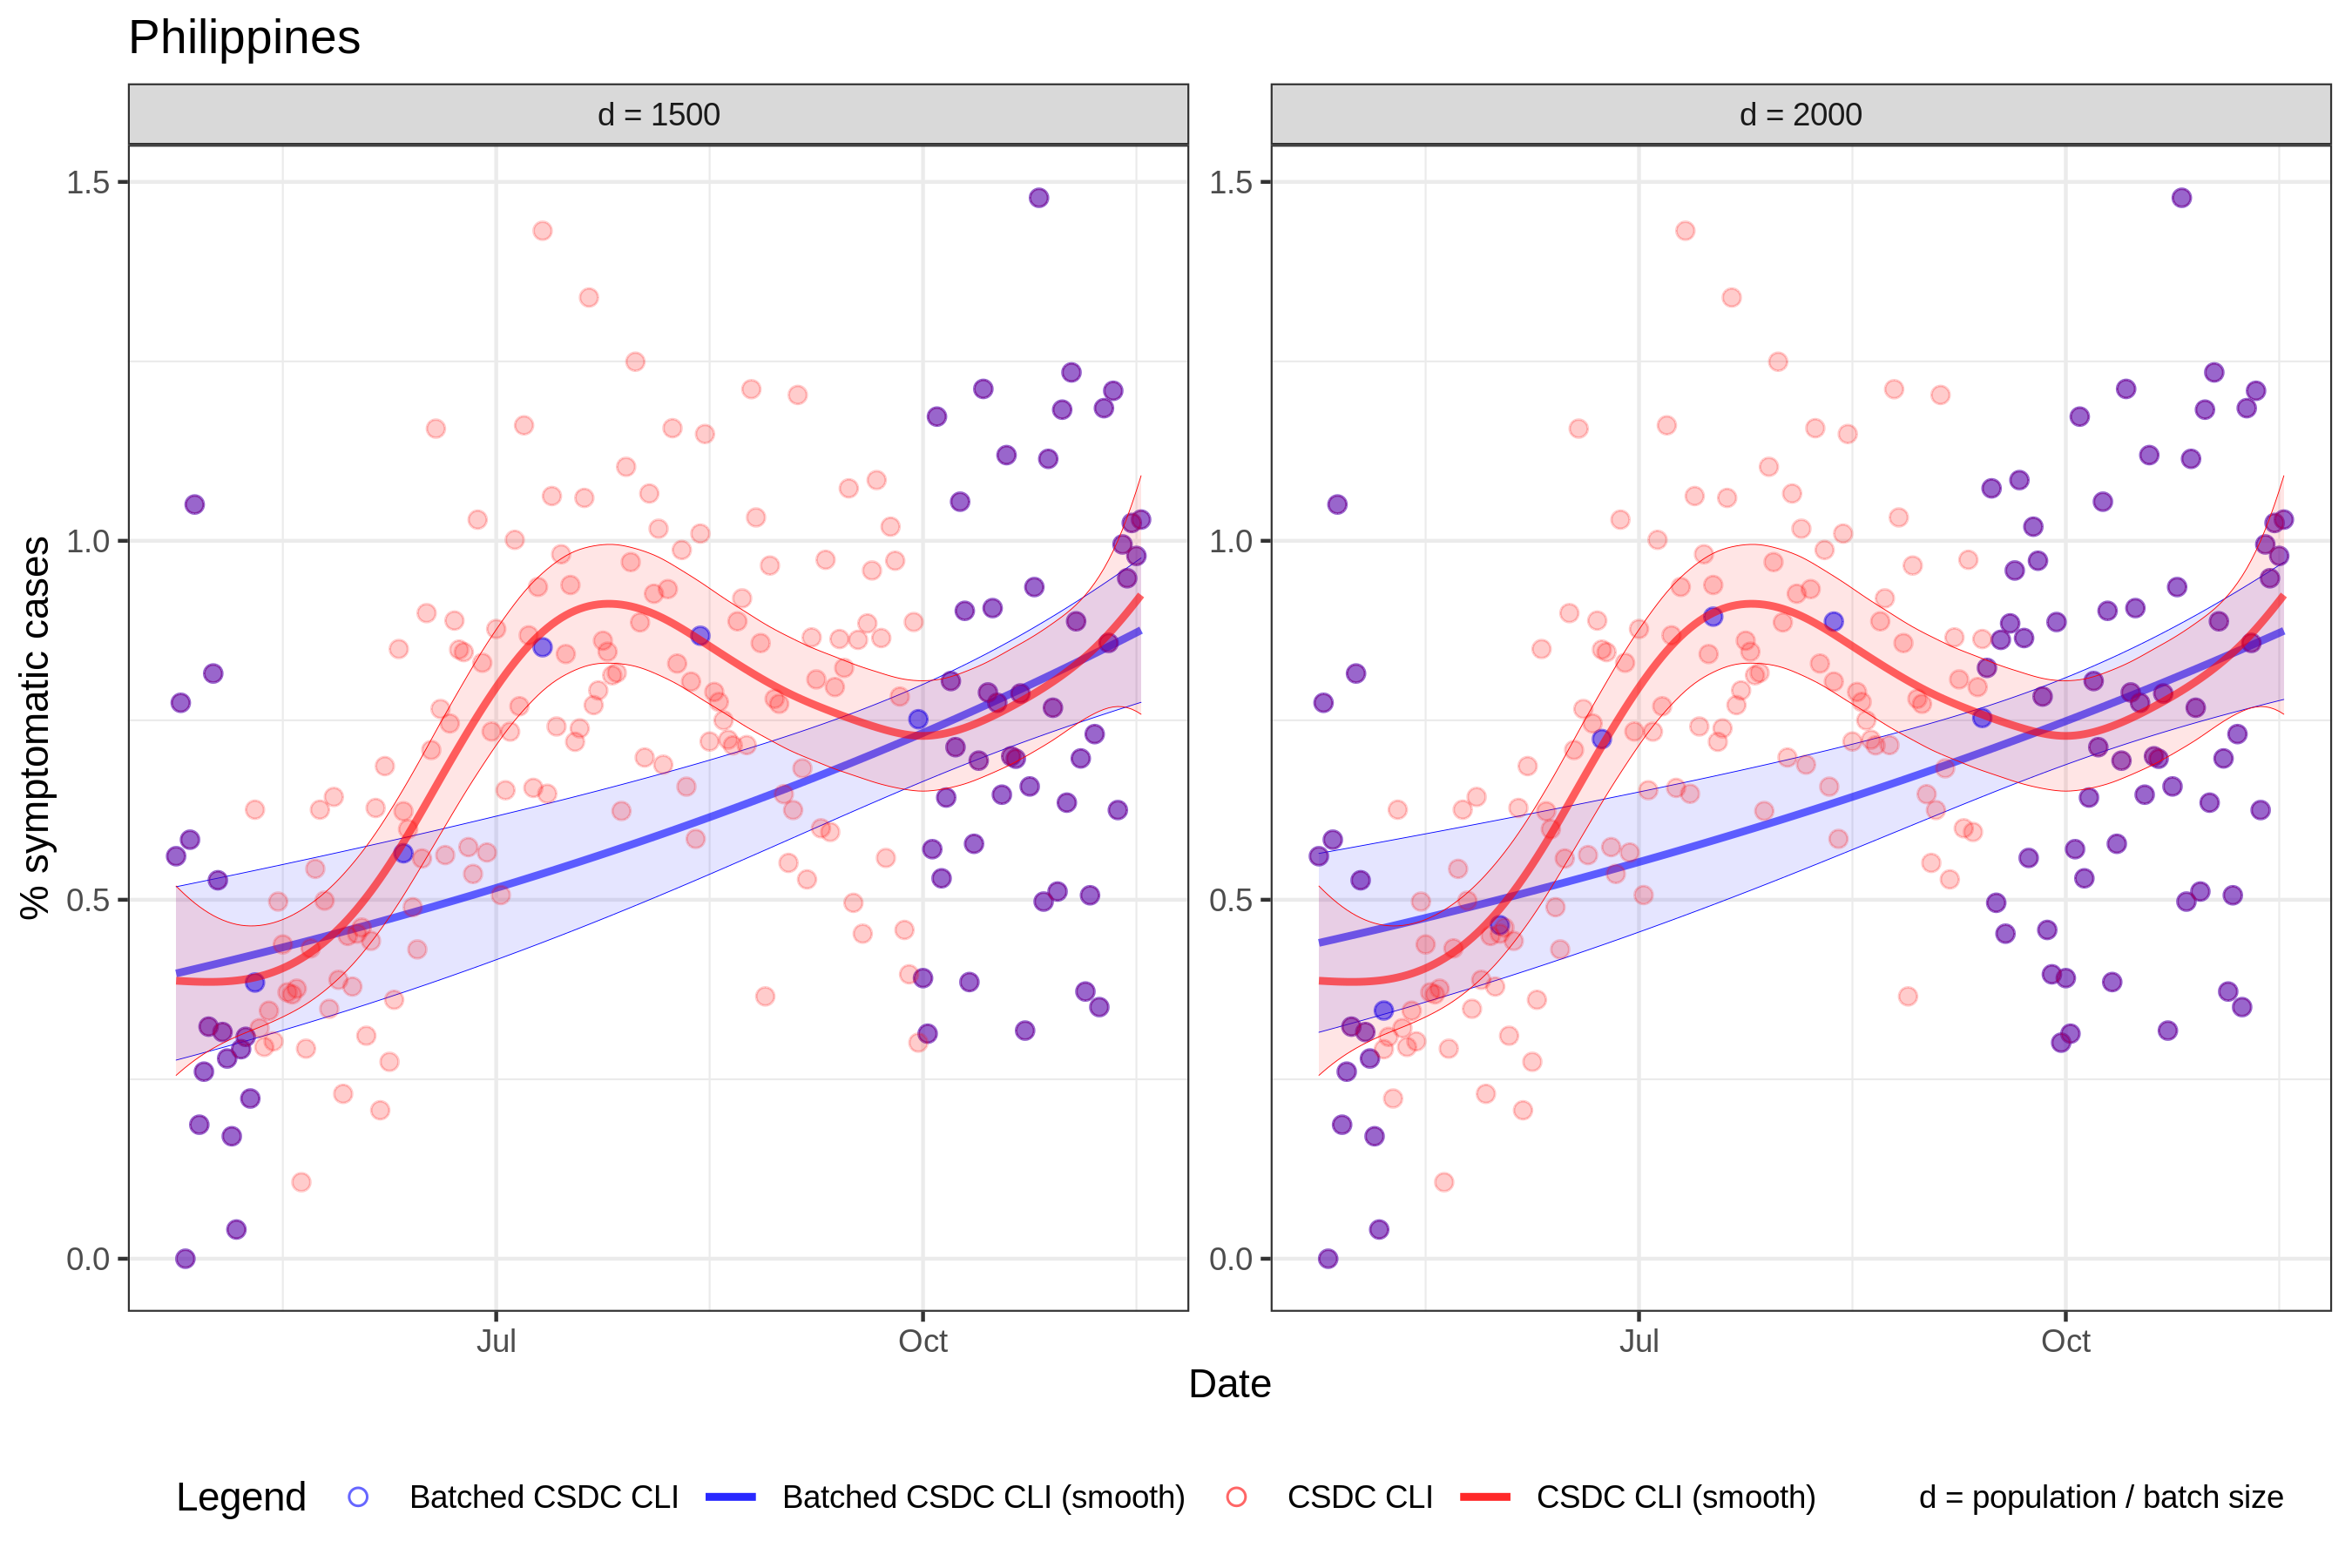 Philippines
d = 1500
d = 2000
% symptomatic cases
1.5
1.0
0.5
0.0
1.5
1.0
0.5
0.0
Jul
Oct
Jul
Oct
Date
Legend
Batched CSDC CLI
Batched CSDC CLI (smooth)
CSDC CLI
CSDC CLI (smooth)
d = population / batch size